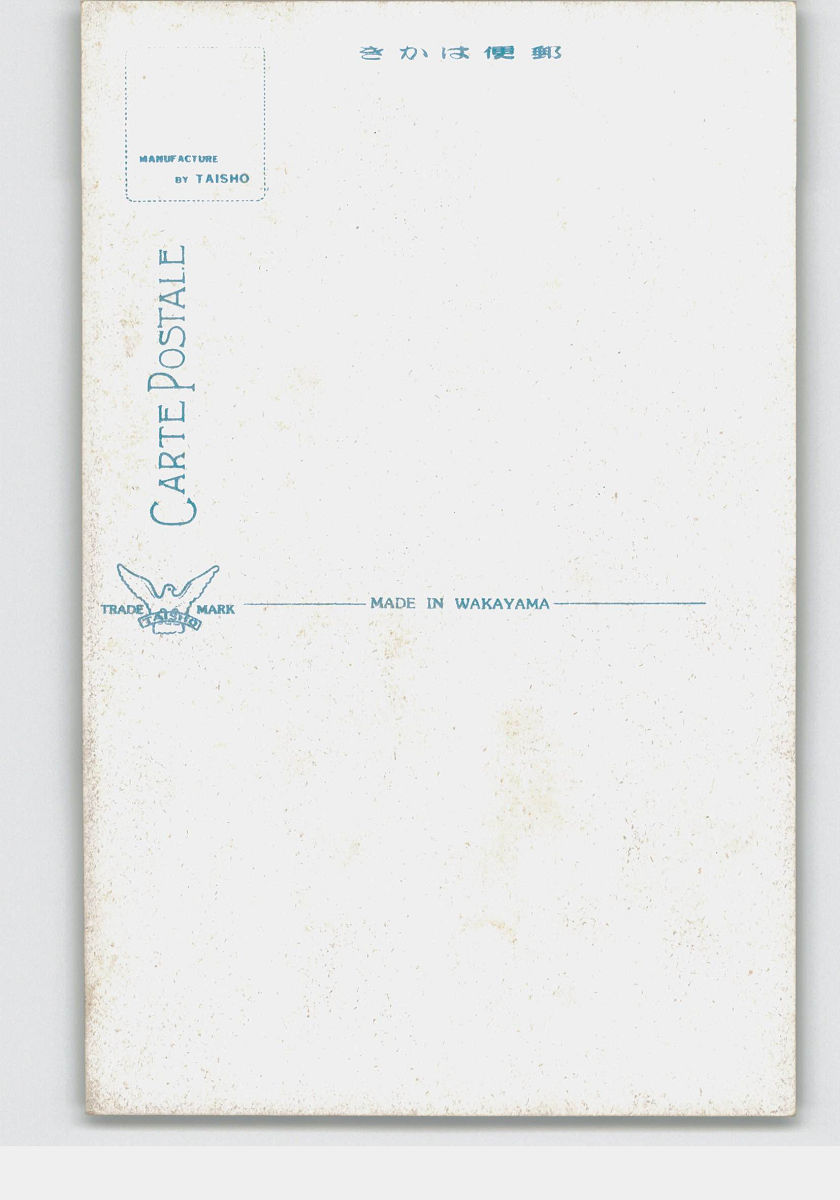 郵便はかき
MANUFACTURE
BY TAISHO
CARTE POSTALE
TRADE MARK
TAISHO
MADE IN WAKAYAMA